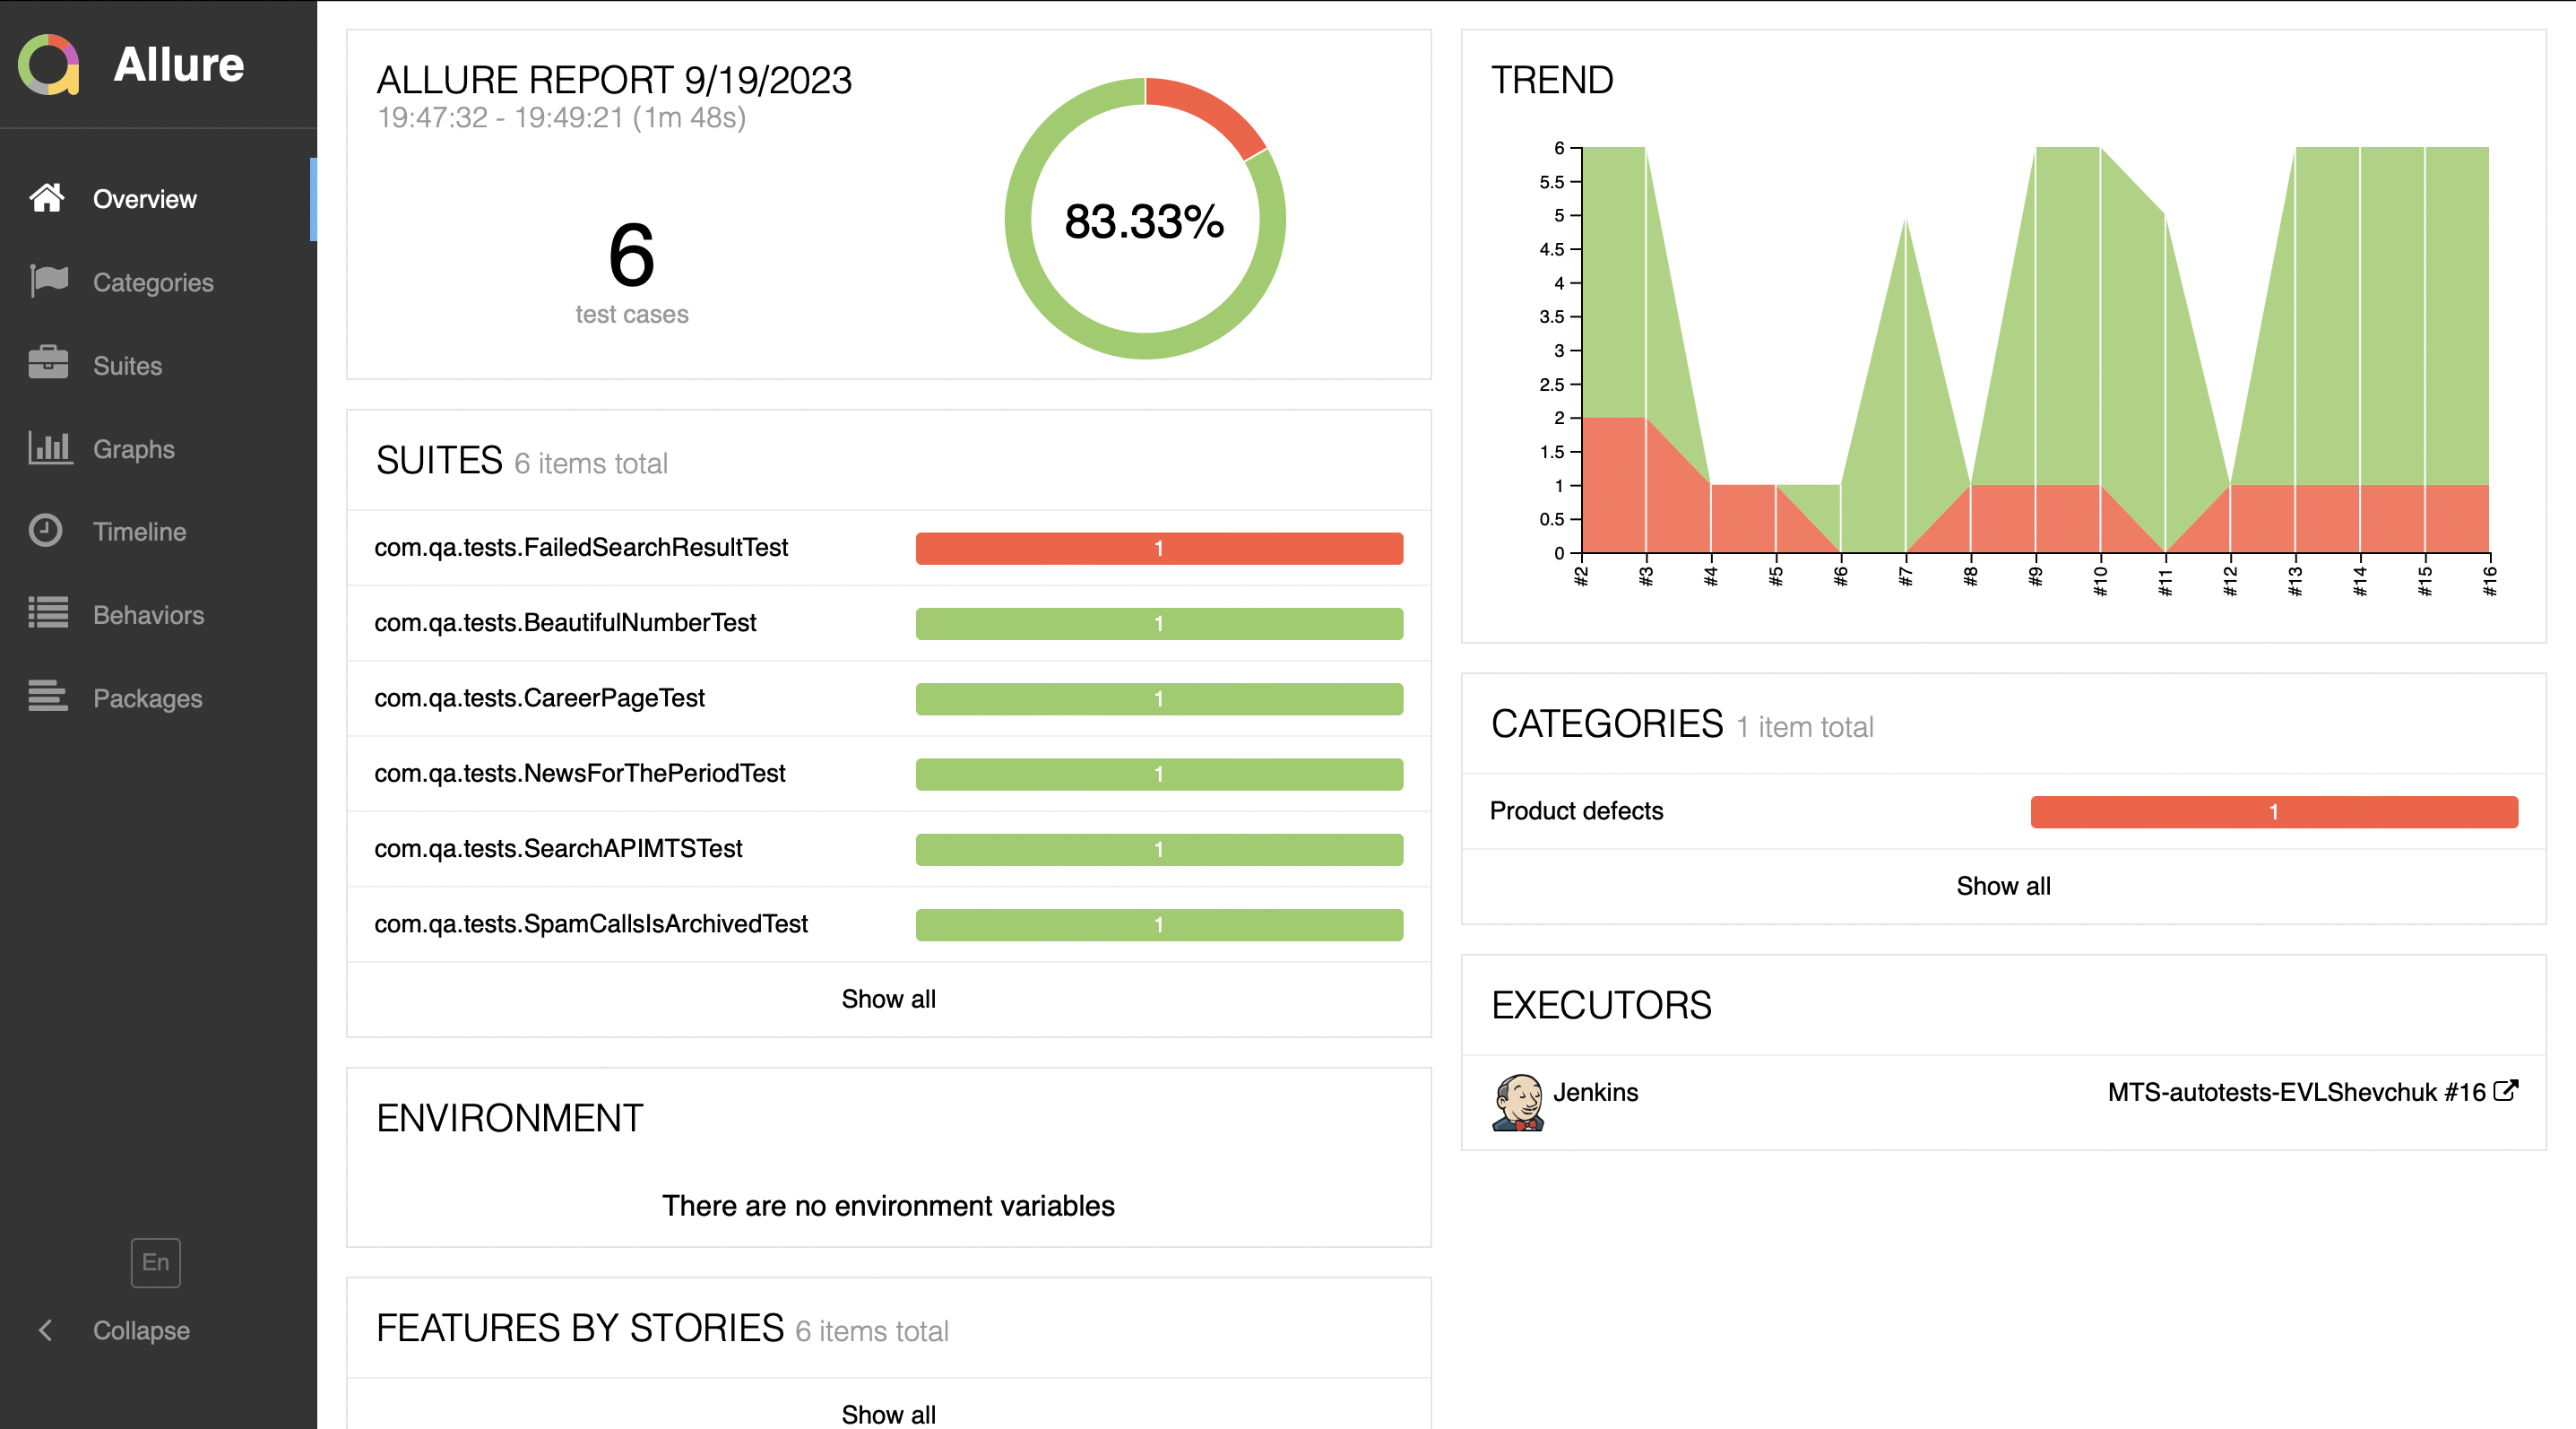 Allure
Overview
Categories
Suites
Graphs
Timeline
Behaviors
Packages
En
Collapse
ALLURE REPORT 9/19/2023
19:47:32 - 19:49:21 (1m 48s)
6
test cases
83.33%
SUITES 6 items total
com.qa.tests.FailedSearchResultTest 1
com.qa.tests.BeautifulNumberTest 1
com.qa.tests.CareerPageTest 1
com.qa.tests.NewsForThePeriodTest 1
com.qa.tests.SearchAPIMTSTest 1
com.qa.tests.SpamCallsIsArchivedTest 1
Show all
ENVIRONMENT
There are no environment variables
FEATURES BY STORIES 6 items total
Show all
TREND
6
5.5
5
4.5
4
3.5
3
2.5
2
1.5
1
0.5
0
#2 #3 #4 #5 #6 #7 #8 #9 #10 #11 #12 #13 #14 #15 #16
CATEGORIES 1 item total
Product defects 1
Show all
EXECUTORS
Jenkins MTS-autotests-EVLShevchuk #16